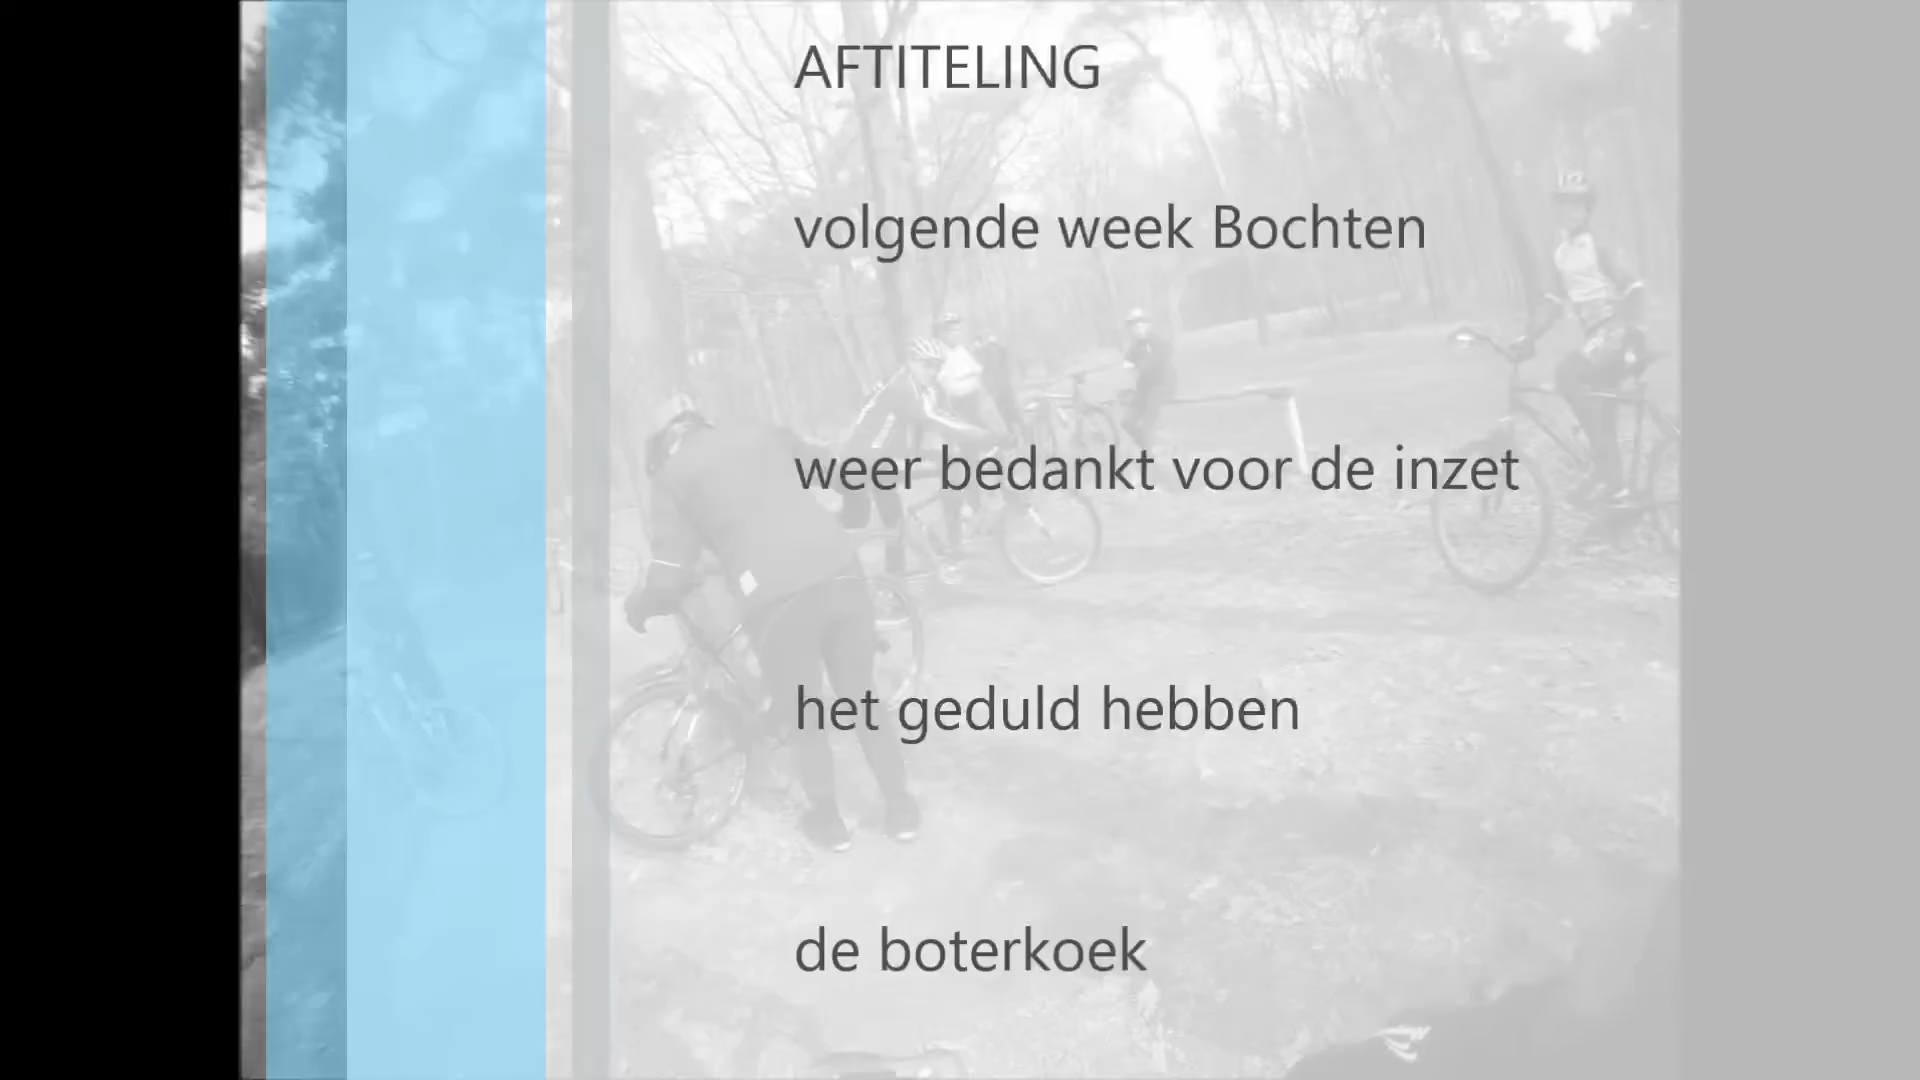 AFTITELING
volgende week Bochten
weer bedankt voor de inzet
het geduld hebben
de boterkoek